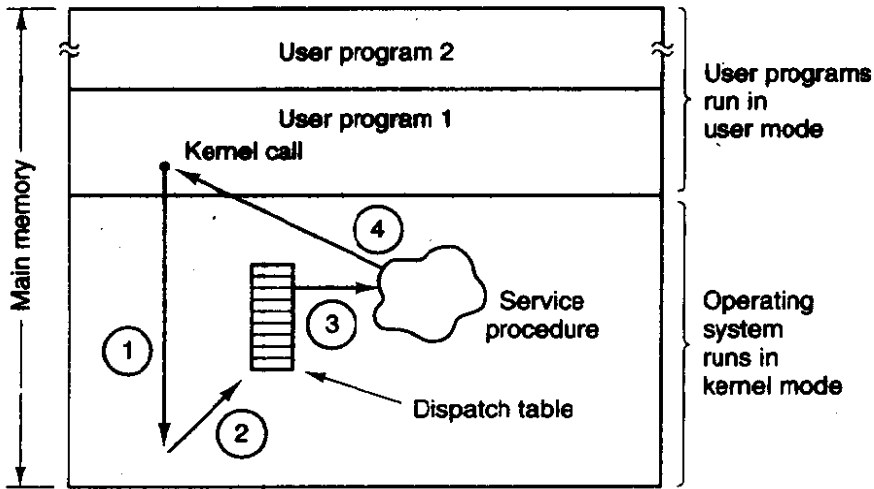 User program 2
User program 1
Kernel call
User programs
run in
user mode
Main memory
4
3
1
2
Service
procedure
Dispatch table
Operating
system
runs in
kernel mode